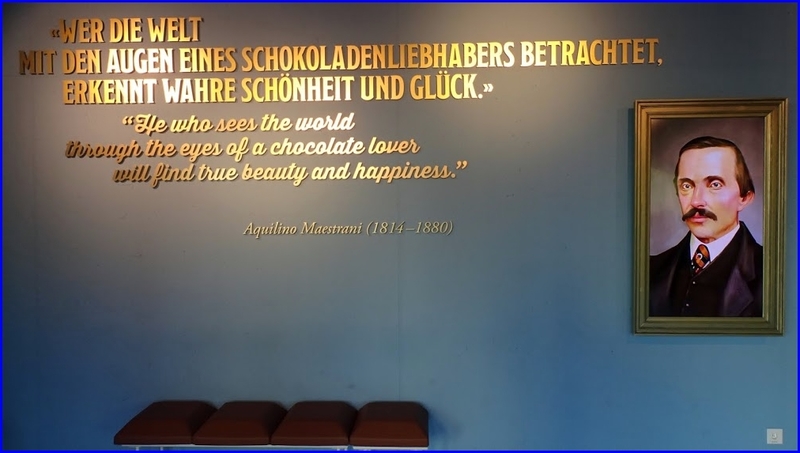 «WER DIE WELT
MIT DEN AUGEN EINES SCHOKOLADENLIEBHABERS BETRACHTET,
ERKENNT WAHRE SCHÖNHEIT UND GLÜCK.»
“He who sees the world
through the eyes of a chocolate lover
will find true beauty and happiness.”
Aquilino Maestrani (1814–1880)